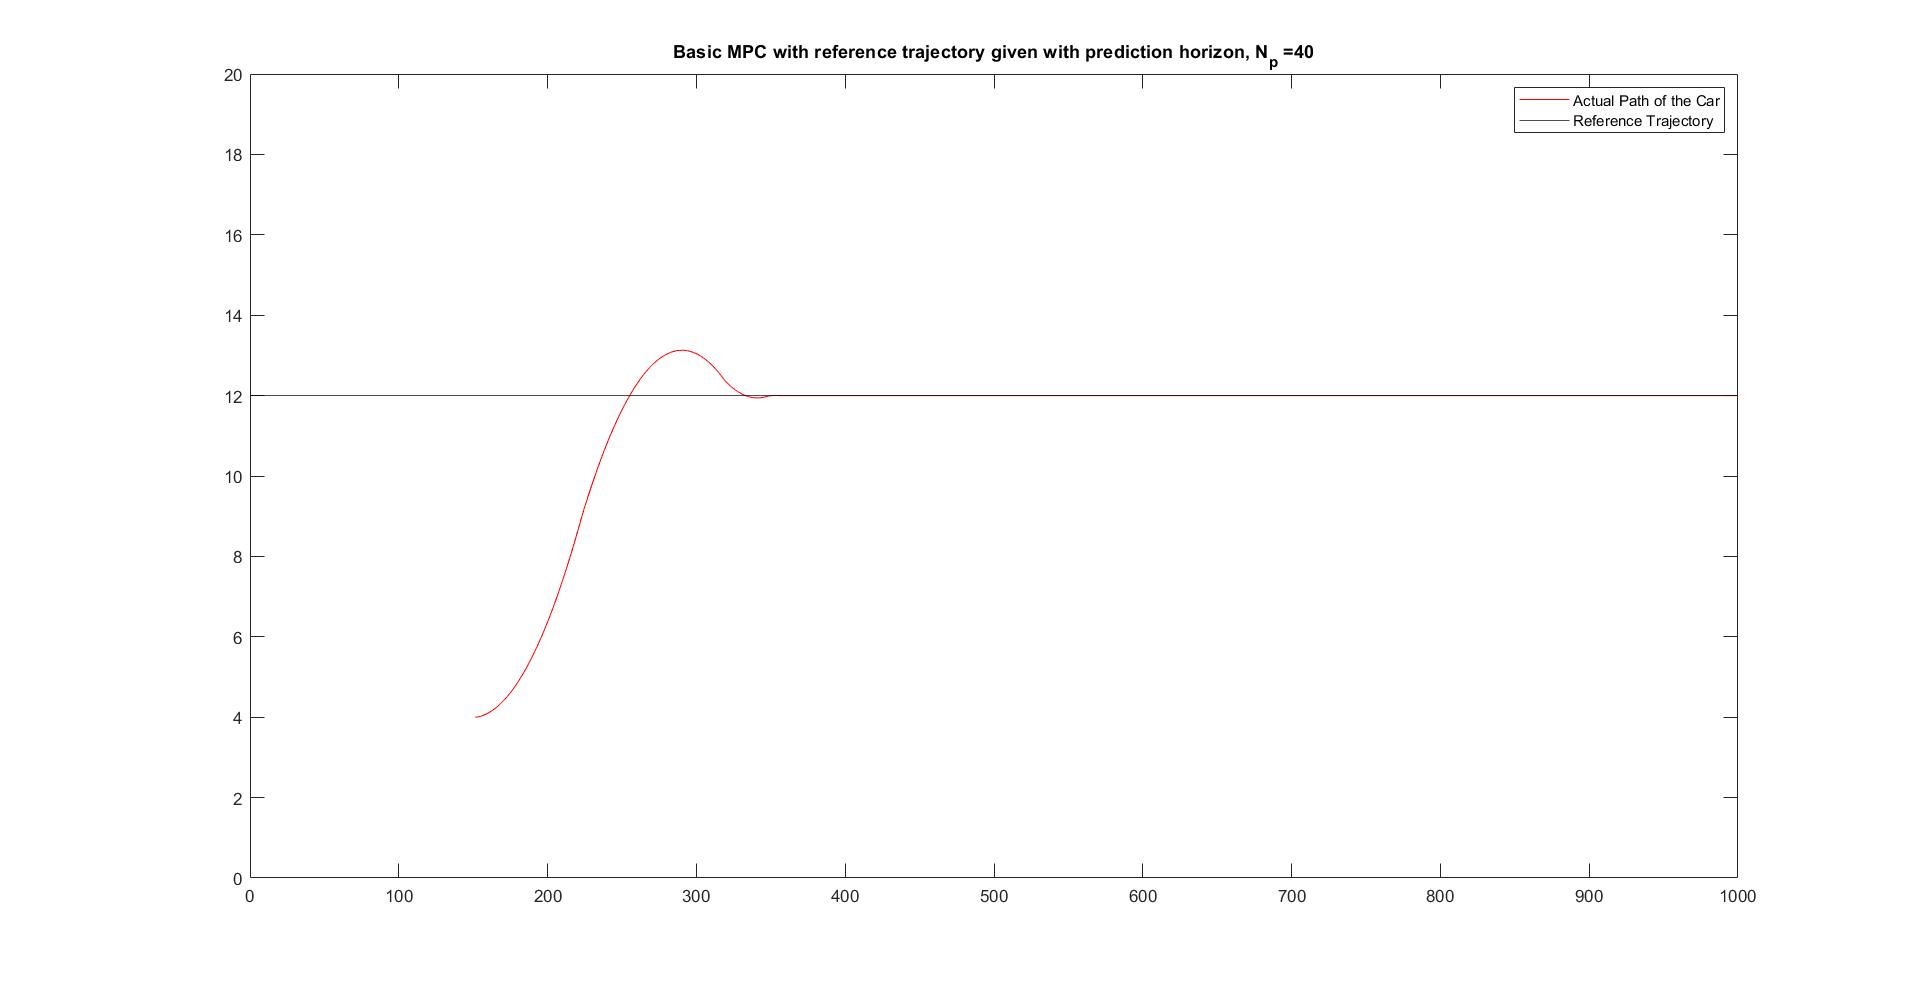 Basic MPC with reference trajectory given with prediction horizon, N_p =40
20
18
16
14
12
10
8
6
4
2
0
Actual Path of the Car
Reference Trajectory
0 100 200 300 400 500 600 700 800 900 1000